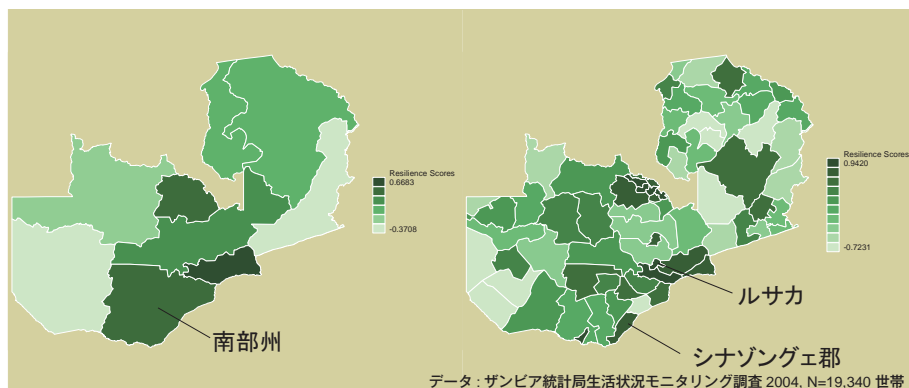 Resilience Scores
0.6683
-0.3708
南部州
Resilience Scores
0.9420
-0.7231
ルサカ
シナゾングェ郡
データ : ザンビア統計局生活状況モニタリング調査 2004, N=19,340 世帯